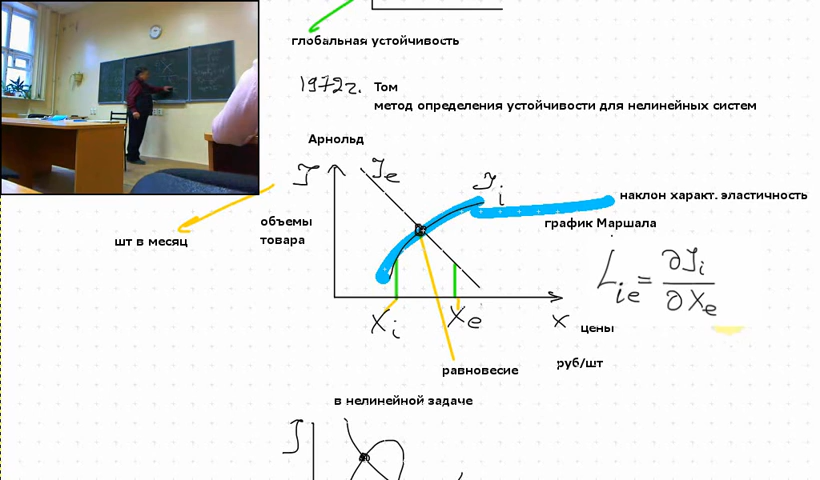 глобальная устойчивость
1972г. Том
метод определения устойчивости для нелинейных систем
Арнольд
J
Je
Ji
наклон характ. эластичность
график Маршала
объемы
товара
шт в месяц
Lie = ∂Ji / ∂Xe
Xi
Xe
X цены
руб/шт
равновесие
в нелинейной задаче
J